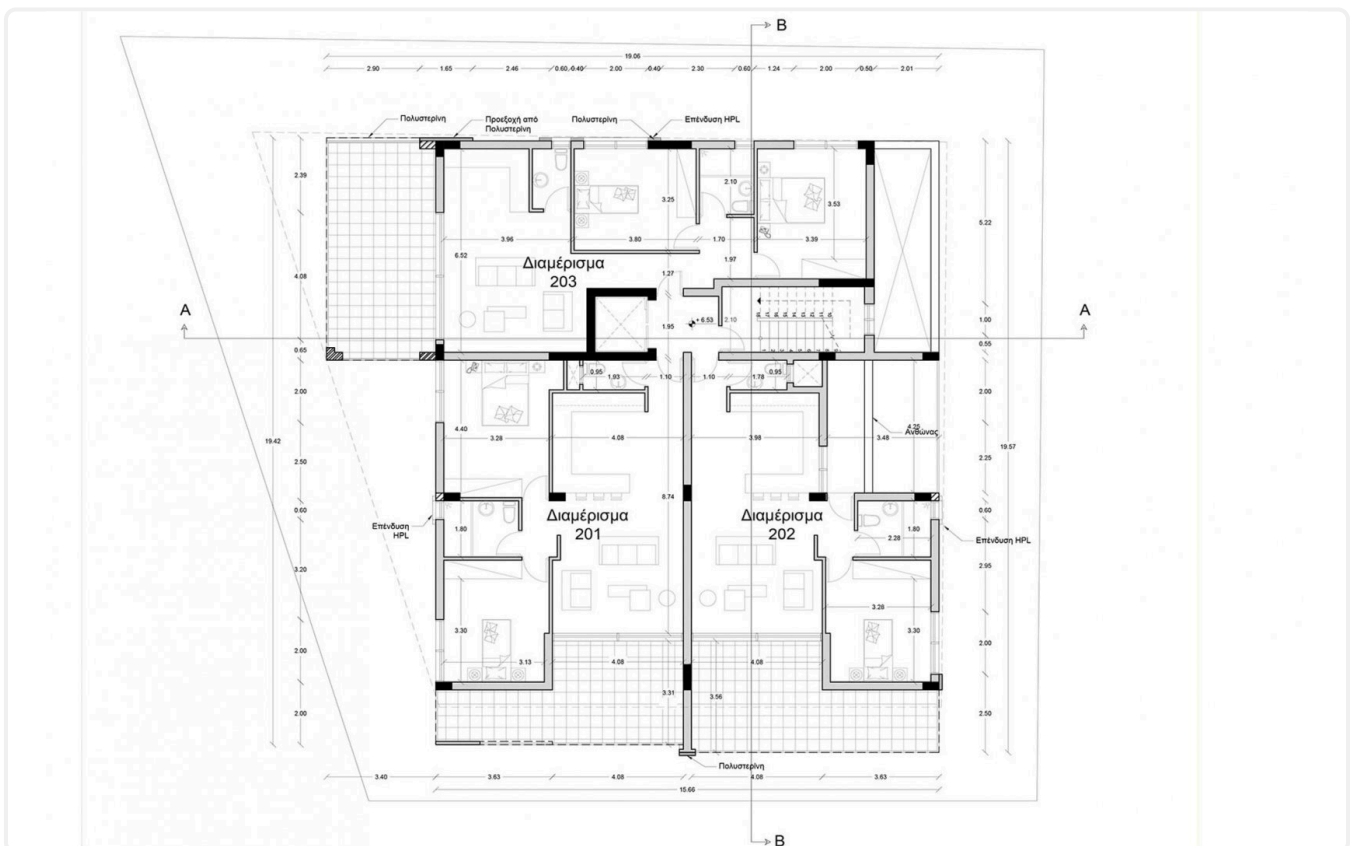 B
19.06
2.90 1.65 2.46 0.60 0.40 2.00 0.40 2.30 0.60 1.24 2.00 0.50 2.01
Πολυστερίνη
Προεξοχή από
Πολυστερίνη
Πολυστερίνη
Επένδυση HPL
2.39
2.10
3.25
3.53
5.22
3.96 3.80 1.70 3.39
6.52
1.97
Διαμέρισμα
203
1.27
4.08
A
A
1.95
+ 6.53
2.10
1.00
0.65
0.55
0.95 1.93 1.10 1.10 1.78 0.95
2.00
2.00
4.40
4.25
Ανθώνας
3.28 4.08 3.98 3.48
19.42
19.57
2.50
2.25
8.74
0.60
0.60
Επένδυση
HPL
1.80
Διαμέρισμα
201
Διαμέρισμα
202
1.80
2.28
Επένδυση HPL
3.20
2.95
3.28
3.30
3.30
3.13 4.08 4.08
2.00
2.00
3.31
3.56
2.00
2.50
Πολυστερίνη
3.40 3.63 4.08 4.08 3.63
15.66
B